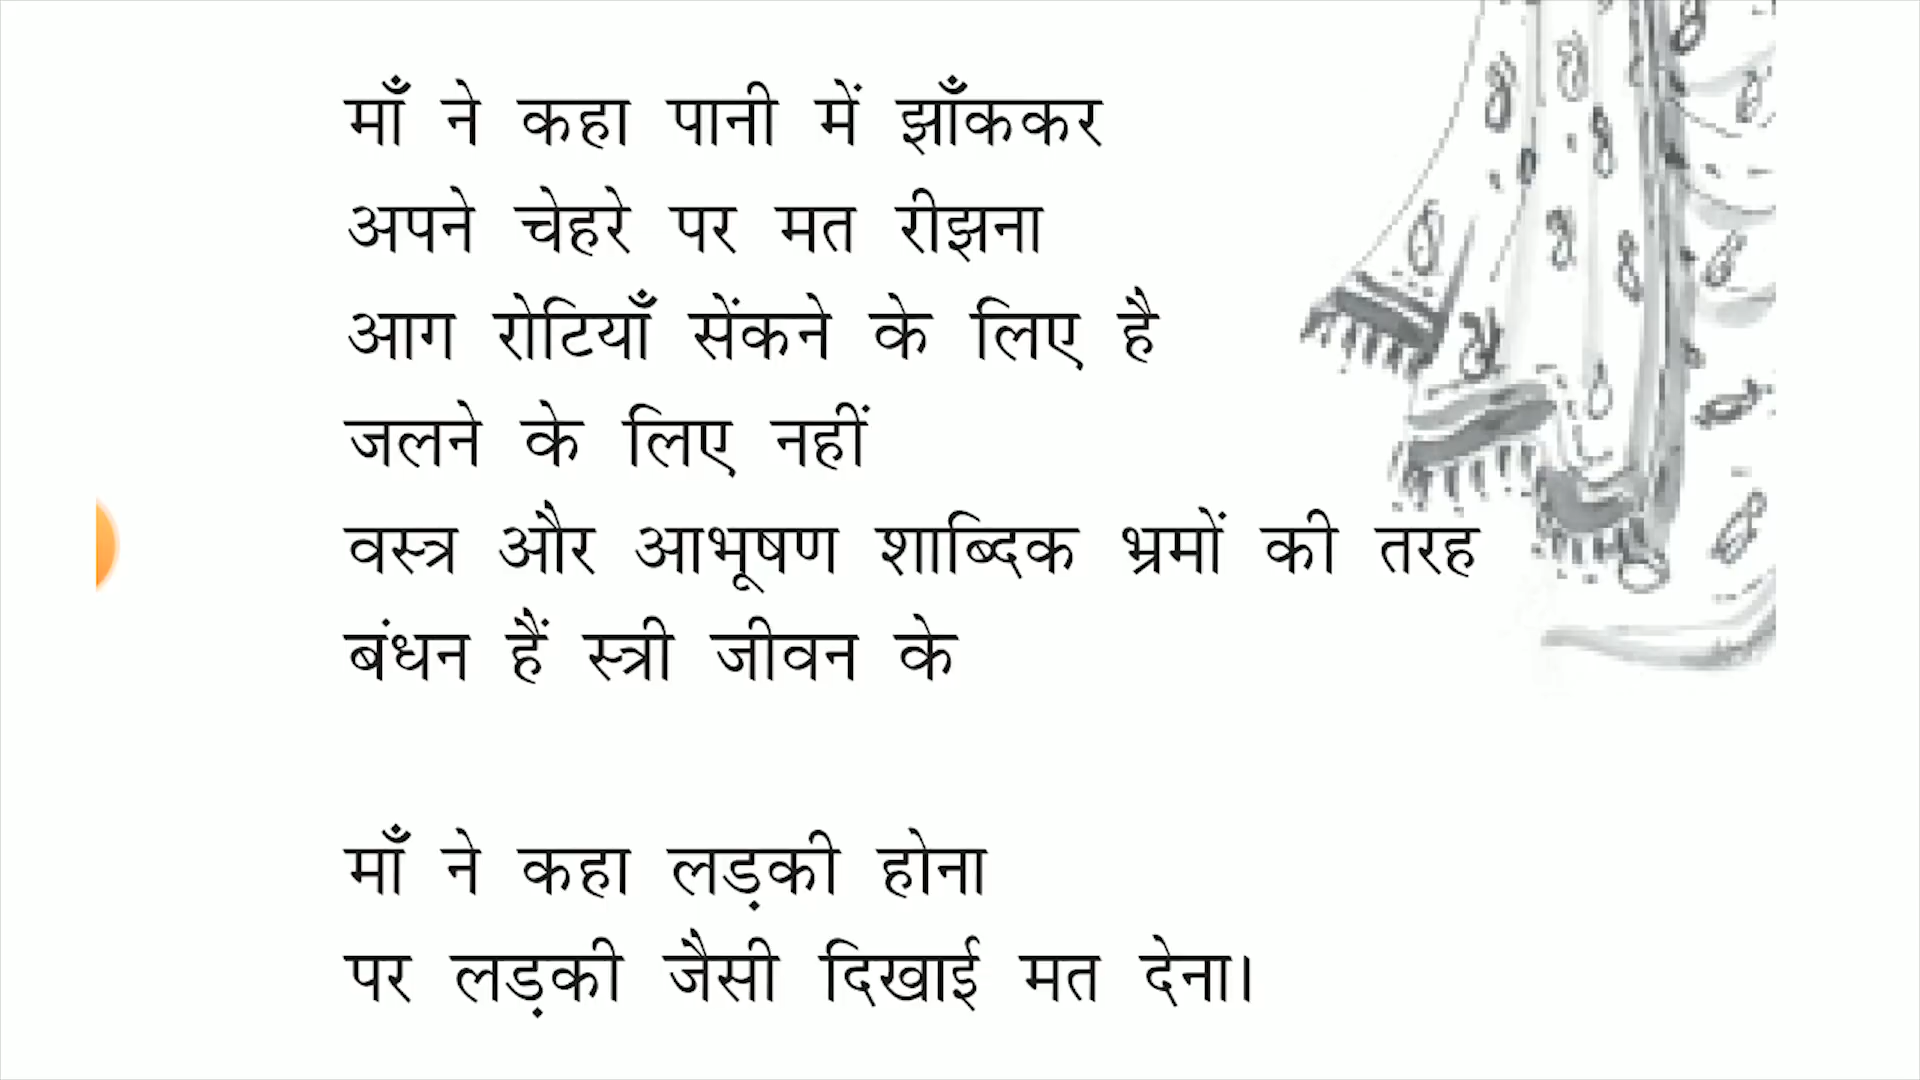 माँ ने कहा पानी में झाँककर
अपने चेहरे पर मत रीझना
आग रोटियाँ सेंकने के लिए है
जलने के लिए नहीं
वस्त्र और आभूषण शाब्दिक भ्रमों की तरह
बंधन हैं स्त्री जीवन के
माँ ने कहा लड़की होना
पर लड़की जैसी दिखाई मत देना।